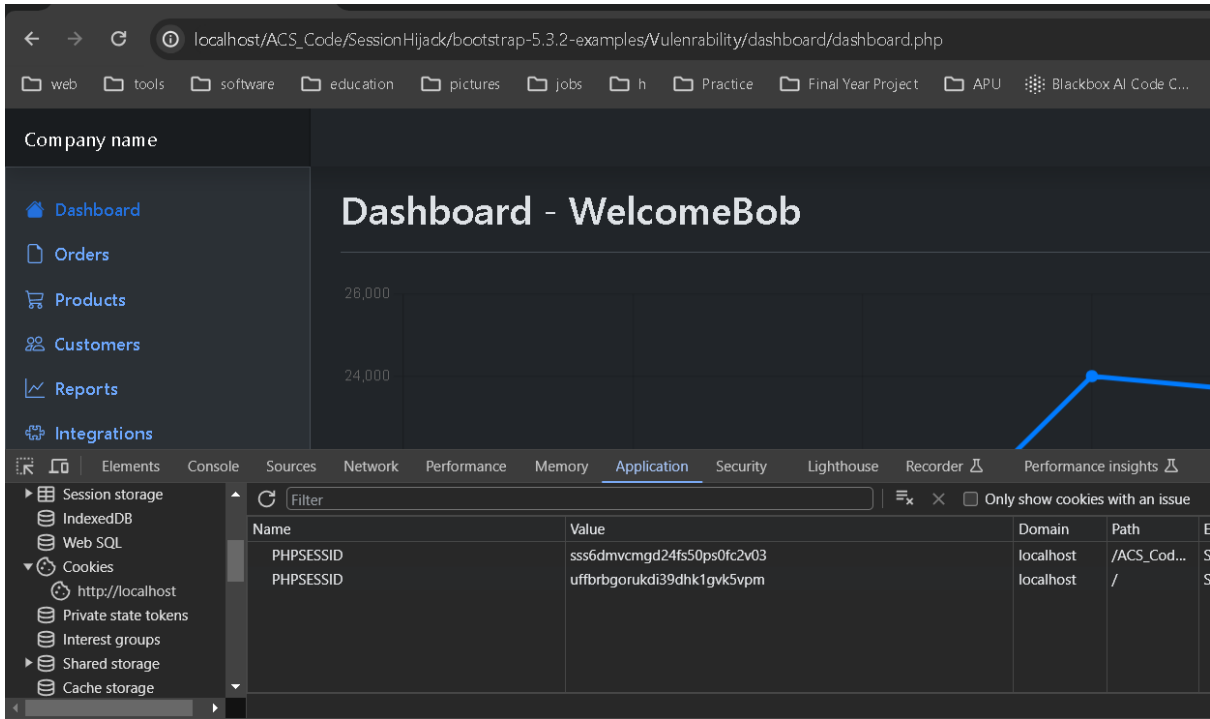 localhost/ACS_Code/SessionHijack/bootstrap-5.3.2-examples/Vulenrability/dashboard/dashboard.php
web tools software education pictures jobs h Practice Final Year Project APU Blackbox AI Code C...
Company name
Dashboard
Orders
Products
Customers
Reports
Integrations
Dashboard - WelcomeBob
26,000
24,000
Elements Console Sources Network Performance Memory Application Security Lighthouse Recorder Performance insights
Session storage
IndexedDB
Web SQL
Cookies
http://localhost
Private state tokens
Interest groups
Shared storage
Cache storage
Filter Only show cookies with an issue
Name Value Domain Path E
PHPSESSID sss6dmvcmgd24fs50ps0fc2v03 localhost /ACS_Cod... S
PHPSESSID uffbrbgorukdi39dhk1gvk5vpm localhost / S